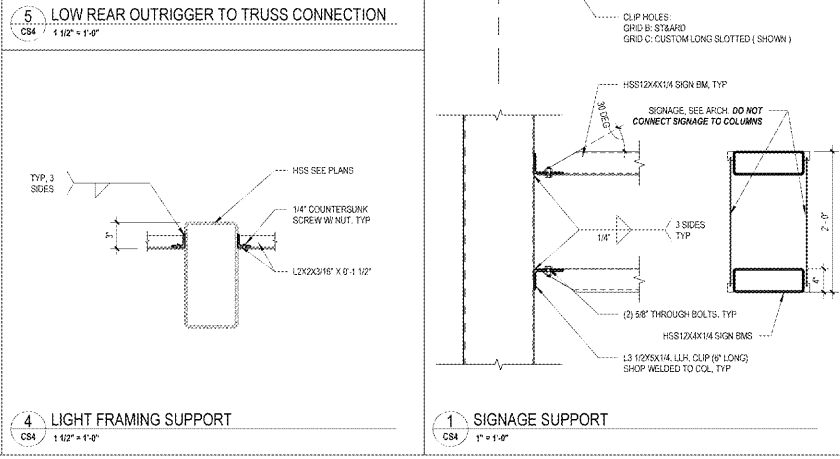 5 LOW REAR OUTRIGGER TO TRUSS CONNECTION
CS4 1 1/2" = 1'-0"
CLIP HOLES:
GRID B: ST&ARD
GRID C: CUSTOM LONG SLOTTED ( SHOWN )
HSS12X4X1/4 SIGN BM, TYP
30 DEG
SIGNAGE, SEE ARCH. DO NOT
CONNECT SIGNAGE TO COLUMNS
TYP, 3
SIDES
HSS SEE PLANS
1/4" COUNTERSUNK
SCREW W/ NUT. TYP
3"
L2X2X3/16" X 0'-1 1/2"
1/4"
3 SIDES
TYP
2'-0"
4"
(2) 5/8" THROUGH BOLTS. TYP
HSS12X4X1/4 SIGN BMS
L3 1/2X5X1/4. LLH. CLIP (6" LONG)
SHOP WELDED TO COL, TYP
4 LIGHT FRAMING SUPPORT
CS4 1 1/2" = 1'-0"
1 SIGNAGE SUPPORT
CS4 1" = 1'-0"